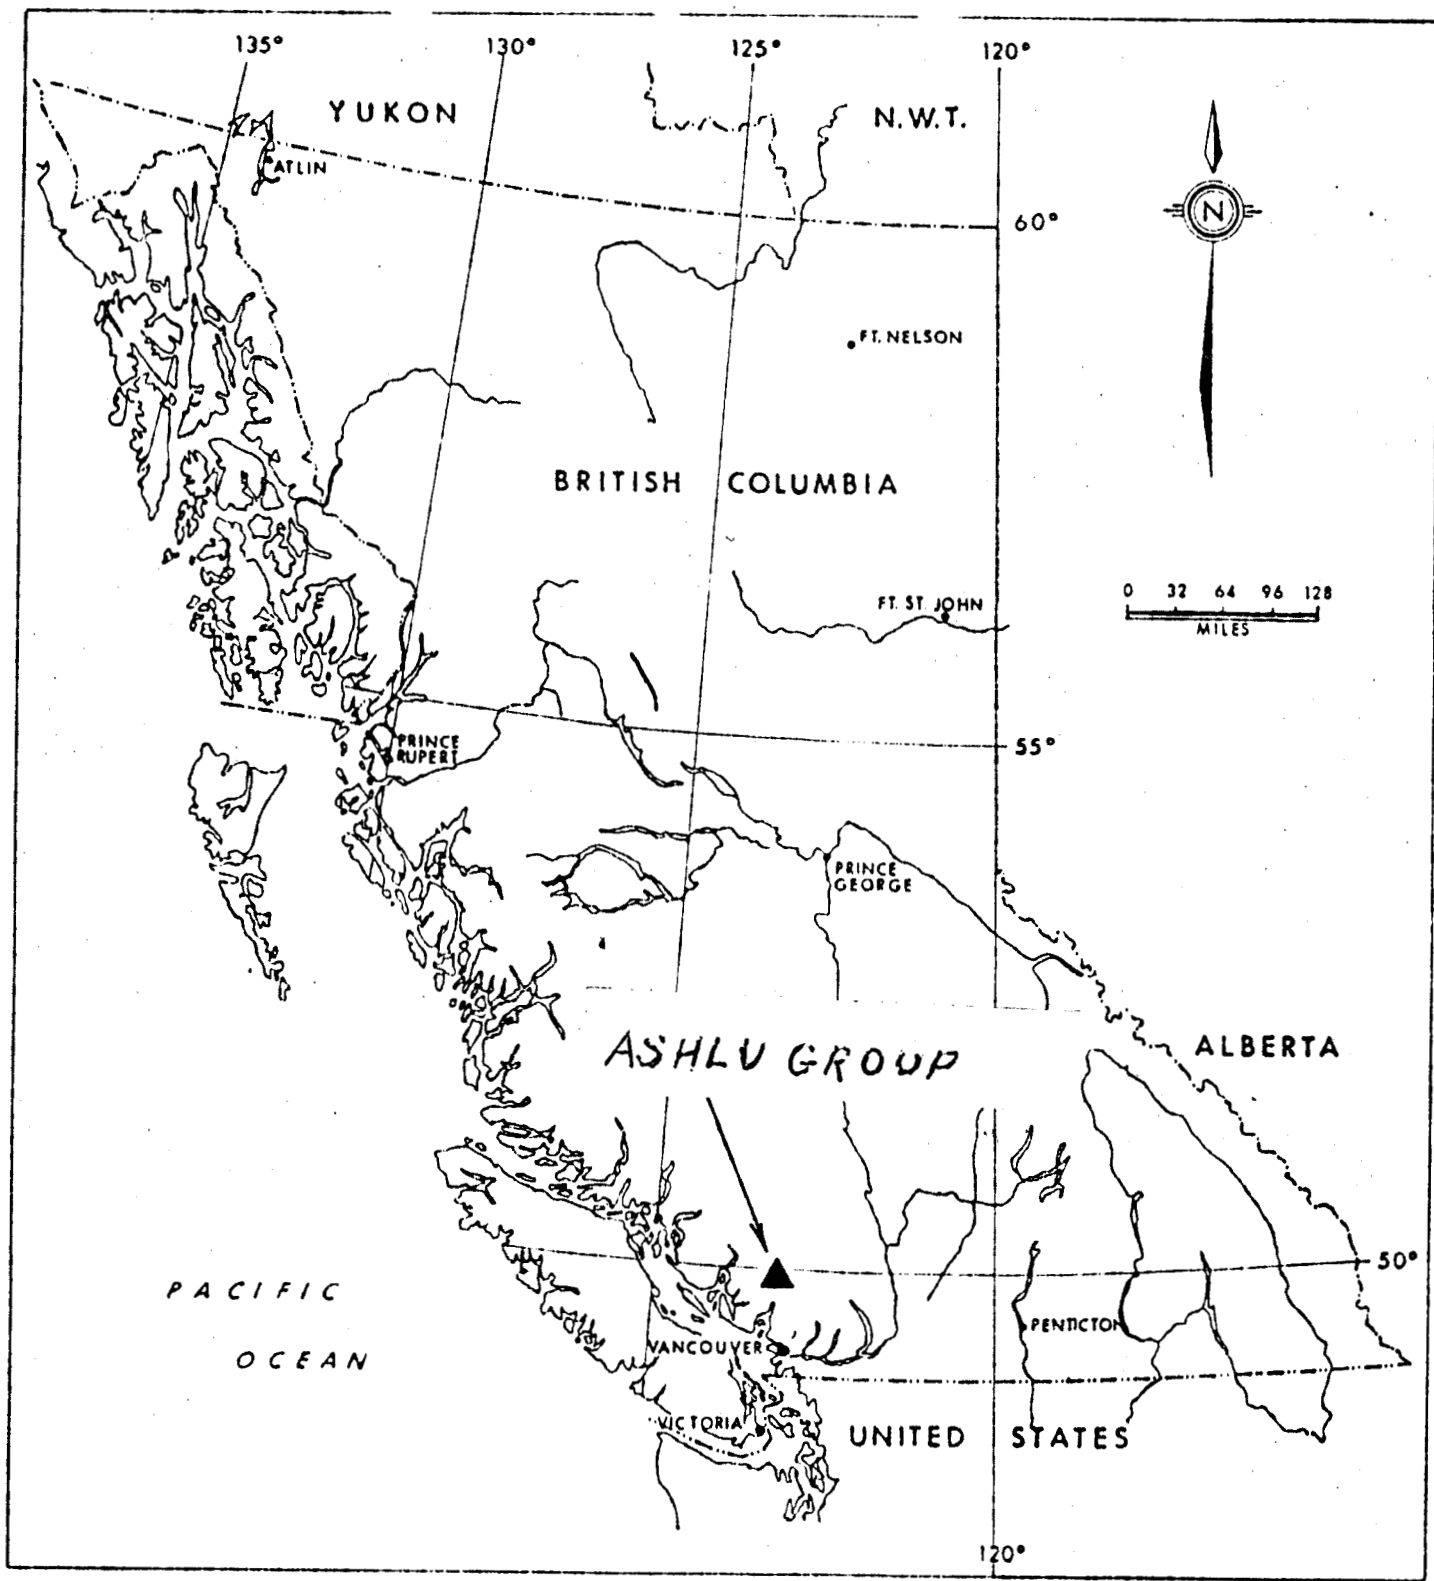 135° 130° 125° 120°
YUKON N.W.T.
ATLIN
60°
N
FT. NELSON
BRITISH COLUMBIA
0 32 64 96 128
MILES
FT. ST. JOHN
PRINCE
RUPERT
55°
PRINCE
GEORGE
ASHLU GROUP
ALBERTA
50°
PACIFIC
OCEAN
PENTICTON
VANCOUVER
VICTORIA
UNITED STATES
120°